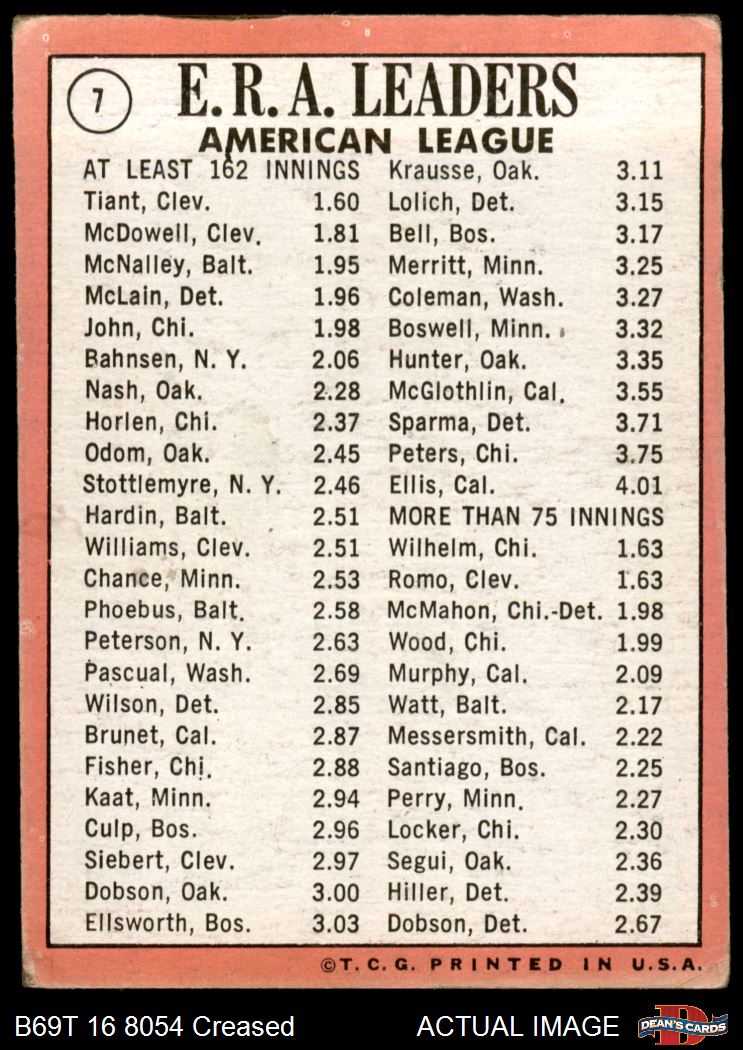 7
E.R.A. LEADERS
AMERICAN LEAGUE
AT LEAST 162 INNINGS
Tiant, Clev. 1.60
McDowell, Clev. 1.81
McNalley, Balt. 1.95
McLain, Det. 1.96
John, Chi. 1.98
Bahnsen, N. Y. 2.06
Nash, Oak. 2.28
Horlen, Chi. 2.37
Odom, Oak. 2.45
Stottlemyre, N. Y. 2.46
Hardin, Balt. 2.51
Williams, Clev. 2.51
Chance, Minn. 2.53
Phoebus, Balt. 2.58
Peterson, N. Y. 2.63
Pascual, Wash. 2.69
Wilson, Det. 2.85
Brunet, Cal. 2.87
Fisher, Chi. 2.88
Kaat, Minn. 2.94
Culp, Bos. 2.96
Siebert, Clev. 2.97
Dobson, Oak. 3.00
Ellsworth, Bos. 3.03
Krausse, Oak. 3.11
Lolich, Det. 3.15
Bell, Bos. 3.17
Merritt, Minn. 3.25
Coleman, Wash. 3.27
Boswell, Minn. 3.32
Hunter, Oak. 3.35
McGlothlin, Cal. 3.55
Sparma, Det. 3.71
Peters, Chi. 3.75
Ellis, Cal. 4.01
MORE THAN 75 INNINGS
Wilhelm, Chi. 1.63
Romo, Clev. 1.63
McMahon, Chi.-Det. 1.98
Wood, Chi. 1.99
Murphy, Cal. 2.09
Watt, Balt. 2.17
Messersmith, Cal. 2.22
Santiago, Bos. 2.25
Perry, Minn. 2.27
Locker, Chi. 2.30
Segui, Oak. 2.36
Hiller, Det. 2.39
Dobson, Det. 2.67
©T. C. G. PRINTED IN U.S.A.
B69T 16 8054 Creased
ACTUAL IMAGE
D
DEAN'S CARDS